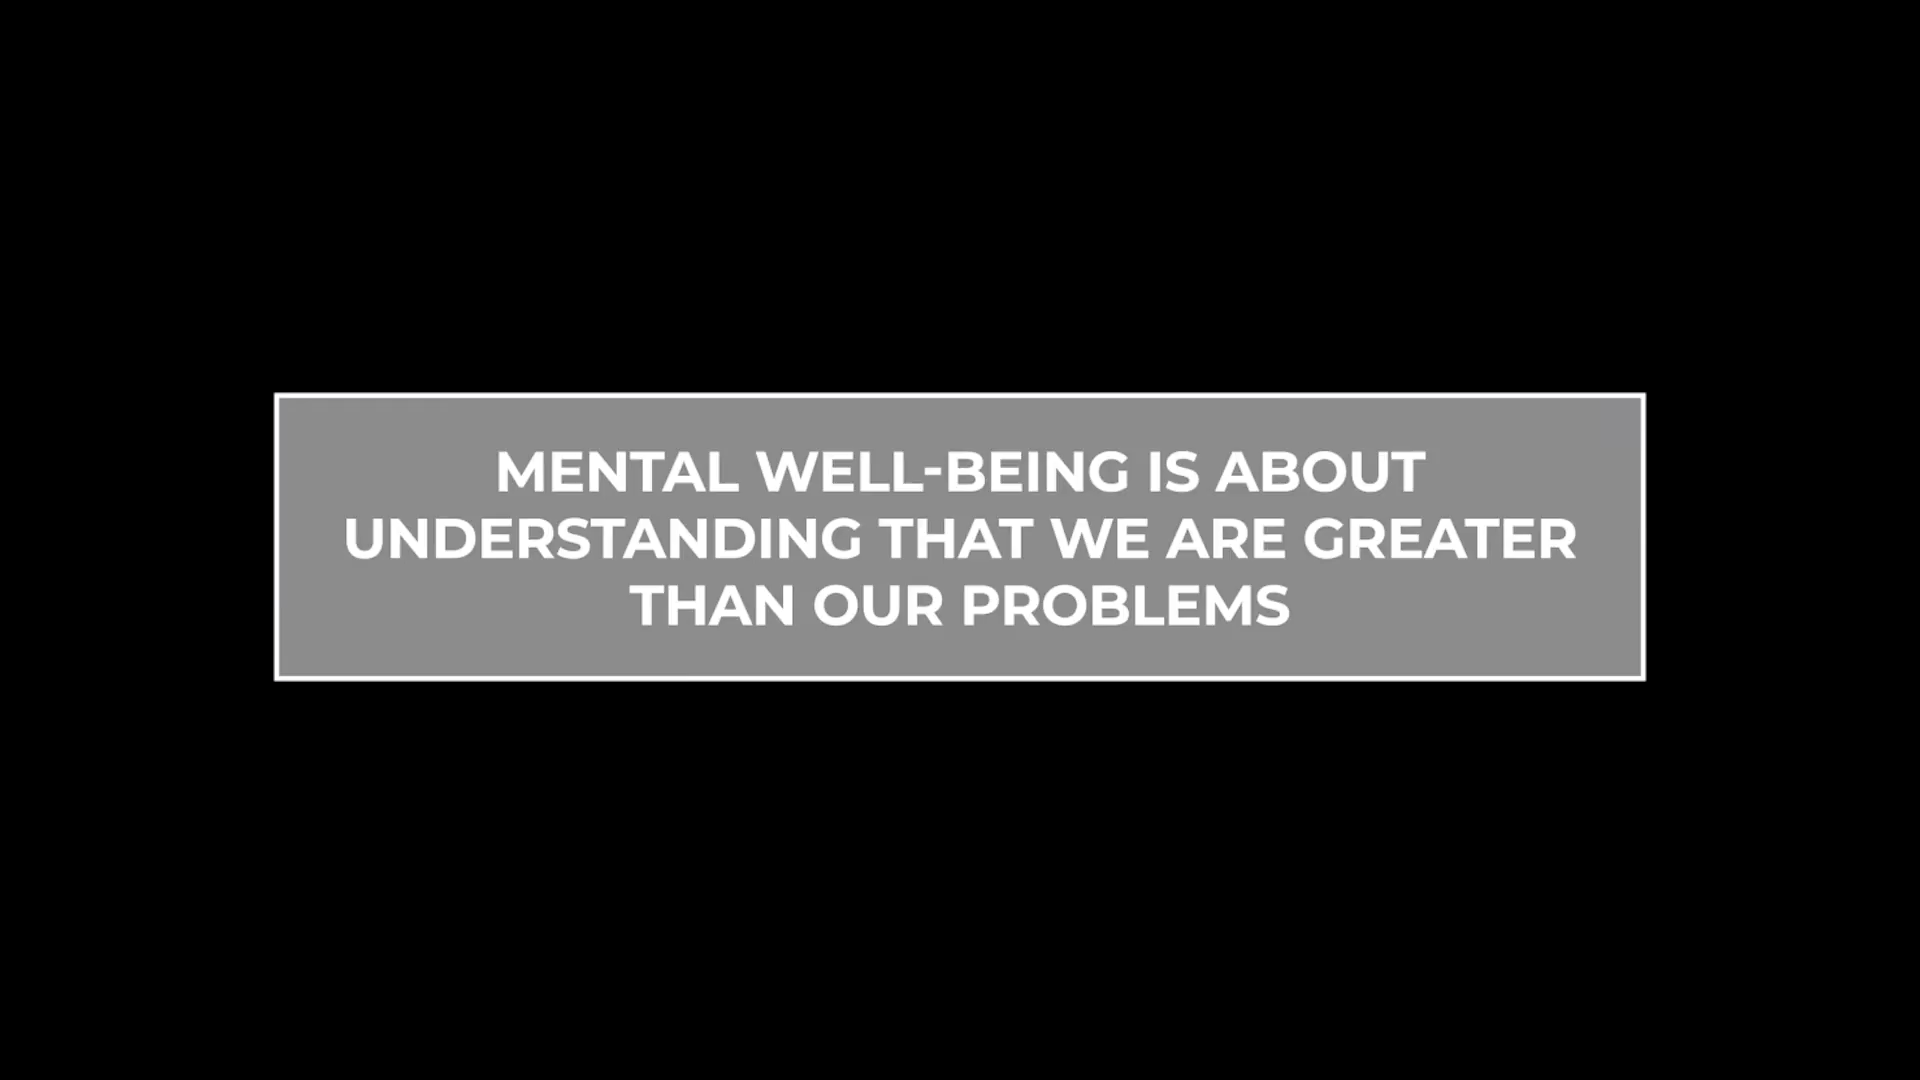 MENTAL WELL-BEING IS ABOUT
UNDERSTANDING THAT WE ARE GREATER
THAN OUR PROBLEMS